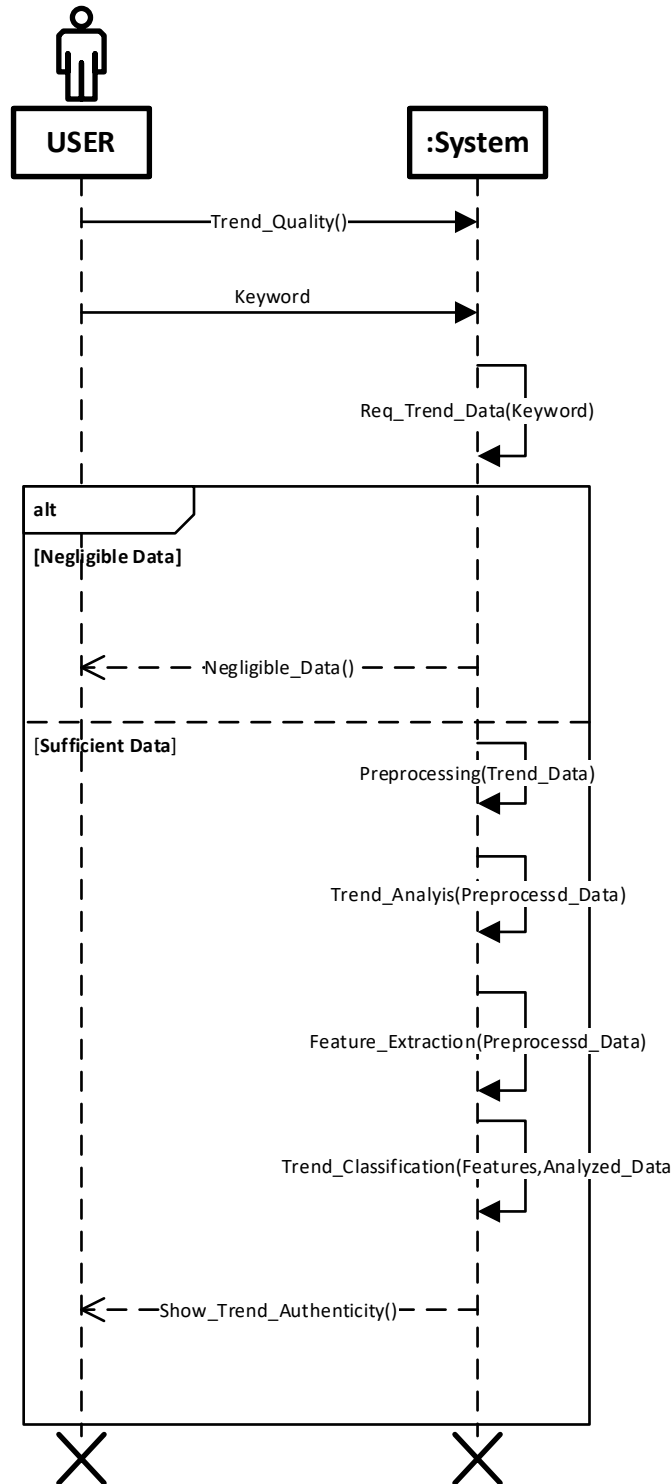 USER
:System
Trend_Quality()
Keyword
Req_Trend_Data(Keyword)
alt
[Negligible Data]
Negligible_Data()
[Sufficient Data]
Preprocessing(Trend_Data)
Trend_Analyis(Preprocessd_Data)
Feature_Extraction(Preprocessd_Data)
Trend_Classification(Features,Analyzed_Data
Show_Trend_Authenticity()